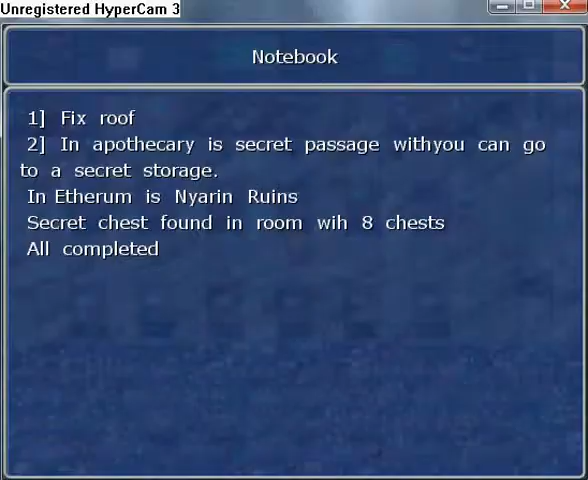 Unregistered HyperCam 3
Notebook
1] Fix roof
2] In apothecary is secret passage withyou can go
to a secret storage.
In Etherum is Nyarin Ruins
Secret chest found in room wih 8 chests
All completed